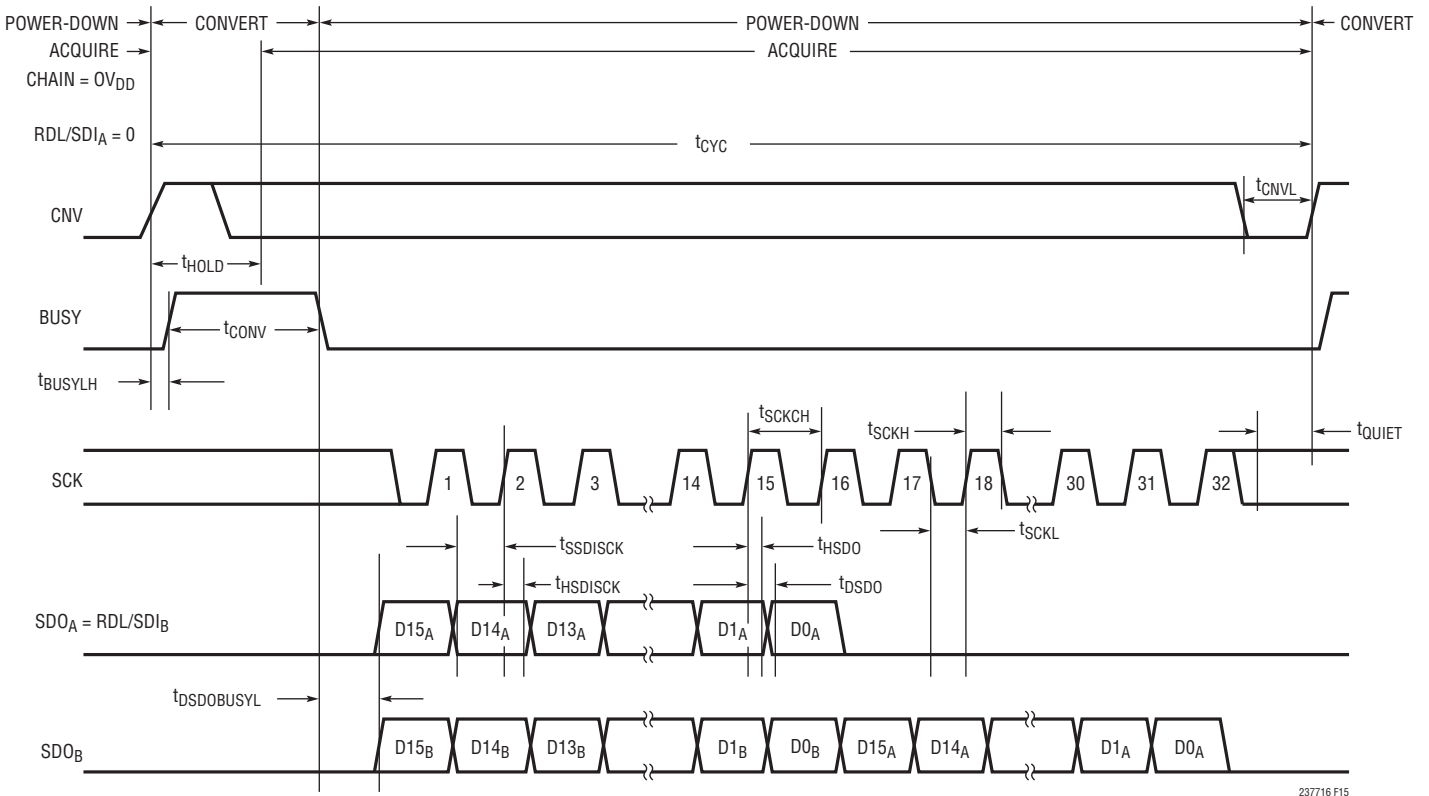 POWER-DOWN CONVERT POWER-DOWN CONVERT
ACQUIRE ACQUIRE
CHAIN = OVDD
RDL/SDIA = 0
tCYC
CNV
tCNVL
tHOLD
BUSY
tCONV
tBUSYLH
tSCKCH
tSCKH
tQUIET
SCK 1 2 3 14 15 16 17 18 30 31 32
tSSDISCK tHSDO tSCKL
tHSDISCK tDSDO
SDOA = RDL/SDIB D15A D14A D13A D1A D0A
tDSDOBUSYL
SDOB D15B D14B D13B D1B D0B D15A D14A D1A D0A
237716 F15